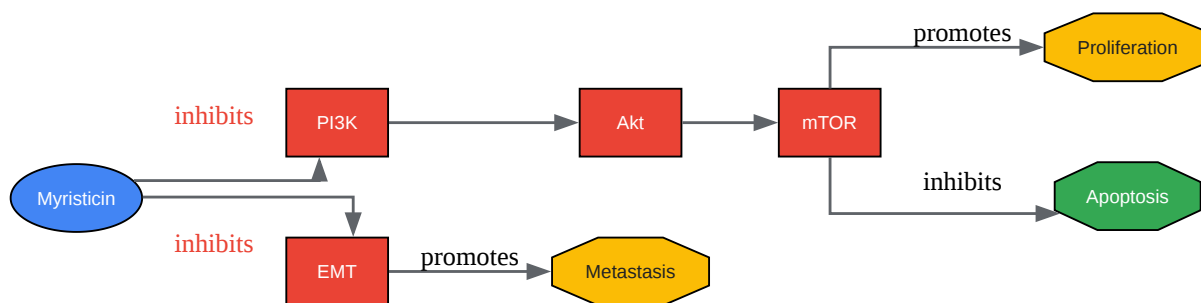 promotes
Proliferation
inhibits
PI3K
Akt
mTOR
Myristicin
inhibits
Apoptosis
inhibits
EMT
promotes
Metastasis